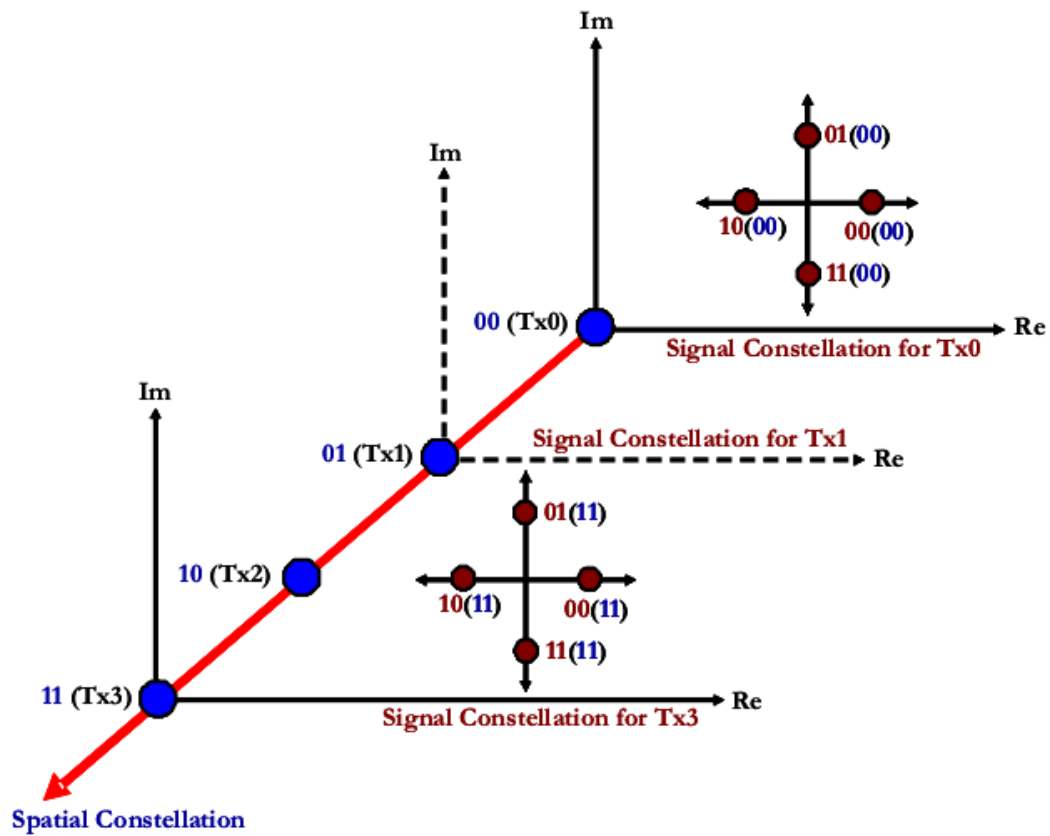 Im
01(00)
Im
10(00)
00(00)
11(00)
00 (Tx0)
Re
Signal Constellation for Tx0
Im
01 (Tx1)
Signal Constellation for Tx1
Re
01(11)
10 (Tx2)
10(11)
00(11)
11(11)
11 (Tx3)
Re
Signal Constellation for Tx3
Spatial Constellation